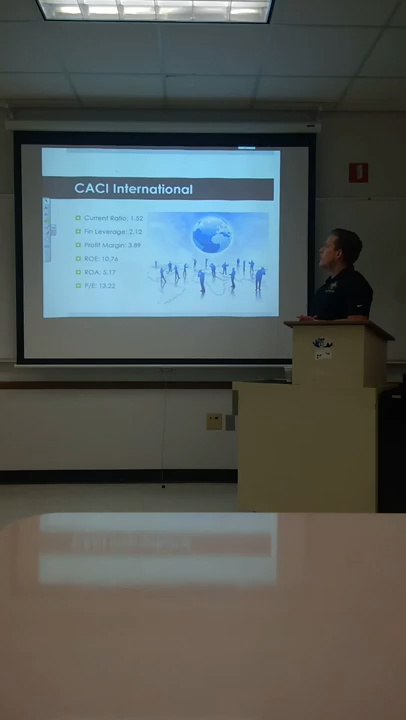 CACI International
Current Ratio: 1.52
Fin Leverage: 2.12
Profit Margin: 3.89
ROE: 10.76
ROA: 5.17
P/E: 13.22